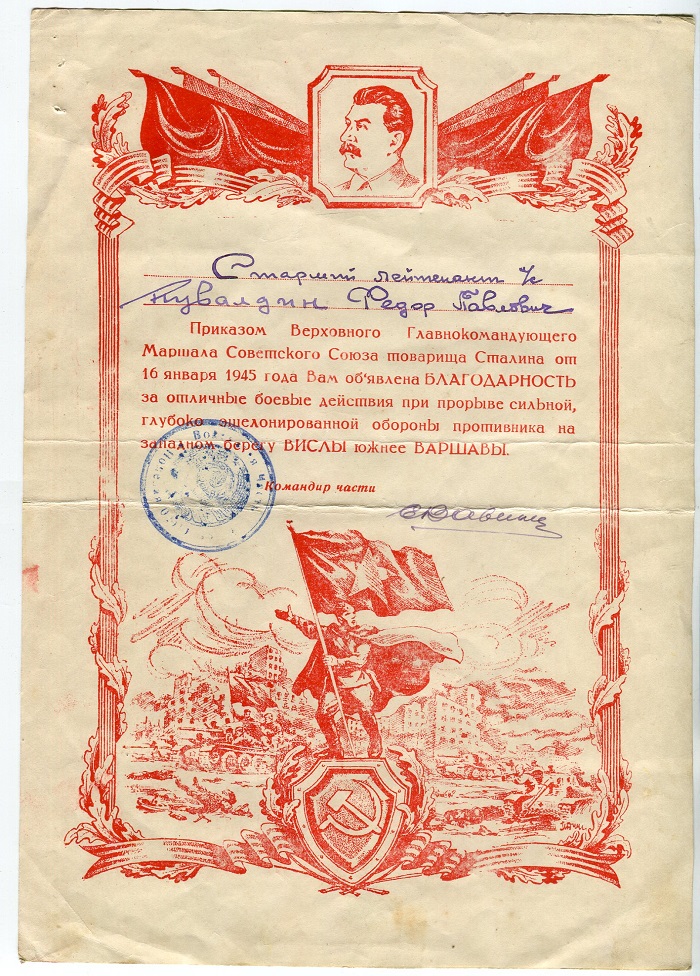 Старший лейтенант т/с
Кувалдин Федор Павлович
Приказом Верховного Главнокомандующего
Маршала Советского Союза товарища Сталина от
16 января 1945 года Вам об'явлена БЛАГОДАРНОСТЬ
за отличные боевые действия при прорыве сильной,
глубоко эшелонированной обороны противника на
западном берегу ВИСЛЫ южнее ВАРШАВЫ.
Командир части